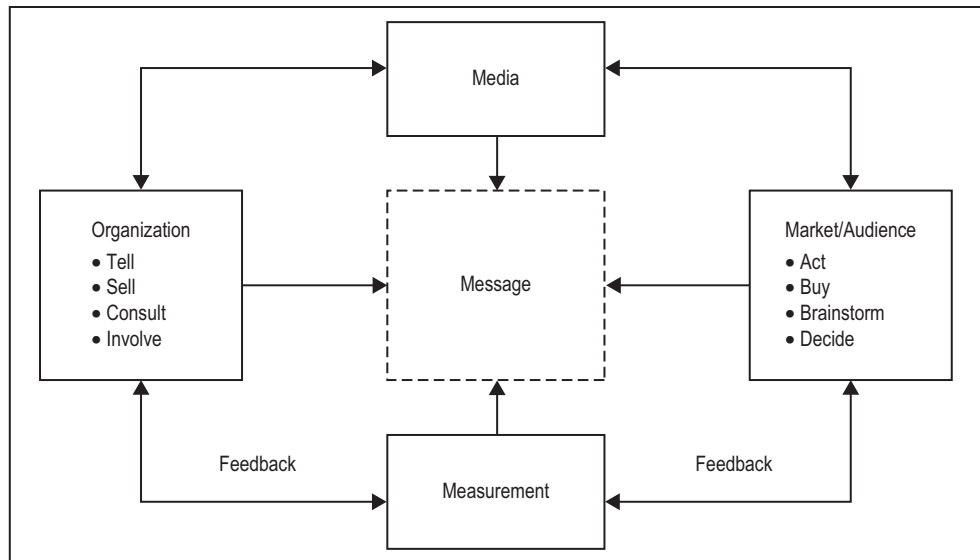 Media
Organization
• Tell
• Sell
• Consult
• Involve
Message
Market/Audience
• Act
• Buy
• Brainstorm
• Decide
Feedback
Measurement
Feedback